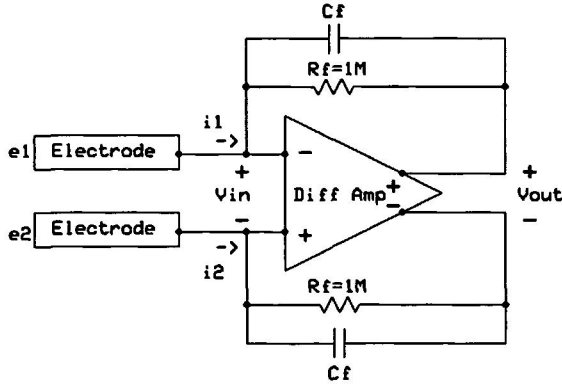 Cf
Rf=1M
i1
->
e1 Electrode
+
Vin
-
-
Diff Amp
+
-
+
Vout
-
e2 Electrode
+
->
i2
Rf=1M
Cf